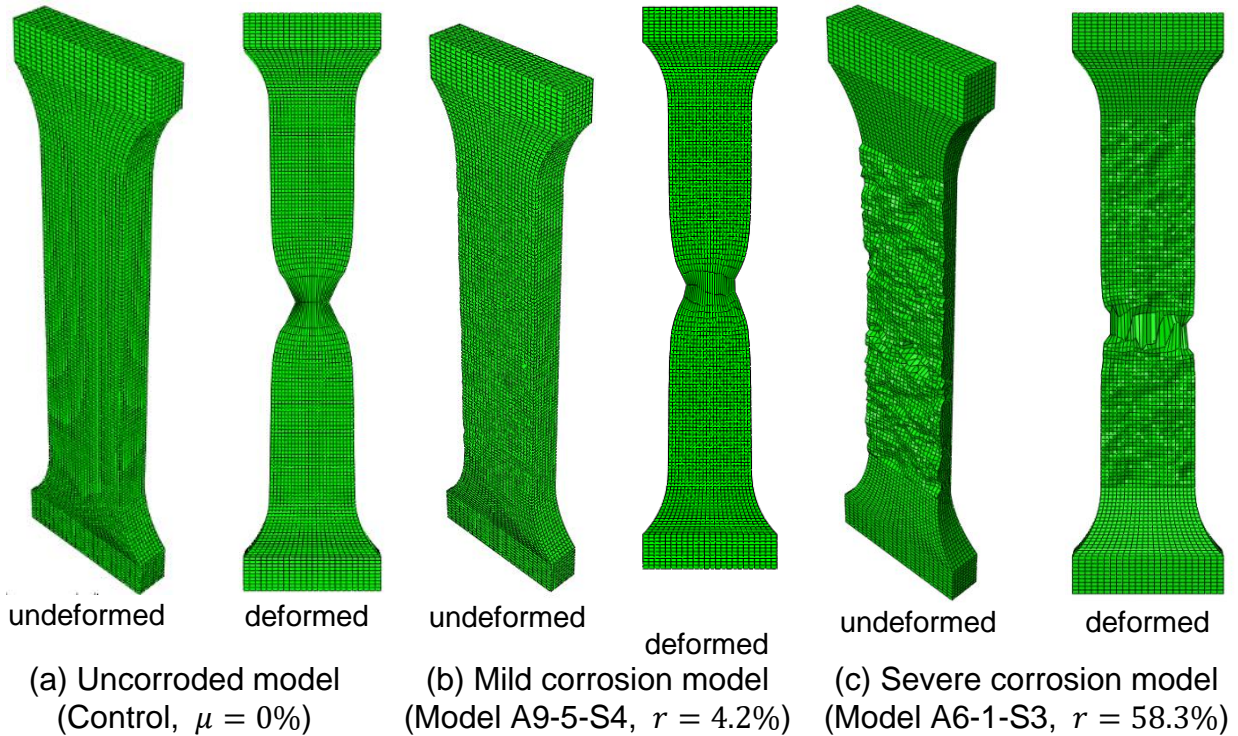 undeformed
deformed
undeformed
deformed
undeformed
deformed
(a) Uncorroded model
(Control, μ = 0%)
(b) Mild corrosion model
(Model A9-5-S4, r = 4.2%)
(c) Severe corrosion model
(Model A6-1-S3, r = 58.3%)